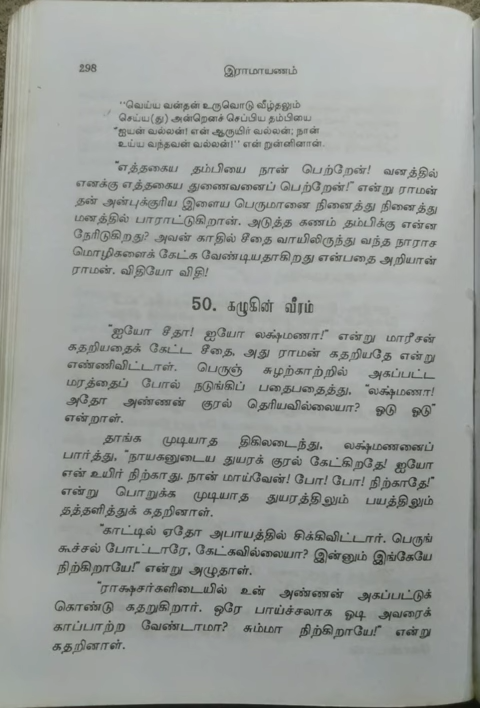 298
இராமாயணம்
"வெய்ய வன்தன் உருவொடு வீழ்தலும்
செய்ய(து) அன்றெனச் செப்பிய தம்பியை
"ஐயன் வல்லன்! என் ஆருயிர் வல்லன்; நான்
உய்ய வந்தவன் வல்லன்!" என் றுன்னினான்.
"எத்தகைய தம்பியை நான் பெற்றேன்! வனத்தில்
எனக்கு எத்தகைய துணைவனைப் பெற்றேன்!" என்று ராமன்
தன் அன்புக்குரிய இளைய பெருமானை நினைத்து நினைத்து
மனத்தில் பாராட்டுகிறான். அடுத்த கணம் தம்பிக்கு என்ன
நேரிடுகிறது? அவன் காதில் சீதை வாயிலிருந்து வந்த நாராச
மொழிகளைக் கேட்க வேண்டியதாகிறது என்பதை அறியான்
ராமன். விதியோ விதி!
50. கழுகின் வீரம்
"ஐயோ சீதா! ஐயோ லக்ஷ்மணா!" என்று மாரீசன்
கதறியதைக் கேட்ட சீதை, அது ராமன் கதறியதே என்று
எண்ணிவிட்டாள். பெருஞ் சுழற்காற்றில் அகப்பட்ட
மரத்தைப் போல் நடுங்கிப் பதைபதைத்து, "லக்ஷ்மணா!
அதோ அண்ணன் குரல் தெரியவில்லையா? ஓடு ஓடு"
என்றாள்.
தாங்க முடியாத திகிலடைந்து, லக்ஷ்மணனைப்
பார்த்து, "நாயகனுடைய துயரக் குரல் கேட்கிறதே! ஐயோ
என் உயிர் நிற்காது. நான் மாய்வேன்! போ! போ! நிற்காதே!"
என்று பொறுக்க முடியாத துயரத்திலும் பயத்திலும்
தத்தளித்துக் கதறினாள்.
"காட்டில் ஏதோ அபாயத்தில் சிக்கிவிட்டார். பெருங்
கூச்சல் போட்டாரே, கேட்கவில்லையா? இன்னும் இங்கேயே
நிற்கிறாயே!" என்று அழுதாள்.
"ராக்ஷசர்களிடையில் உன் அண்ணன் அகப்பட்டுக்
கொண்டு கதறுகிறார். ஒரே பாய்ச்சலாக ஓடி அவரைக்
காப்பாற்ற வேண்டாமா? சும்மா நிற்கிறாயே!" என்று
கதறினாள்.